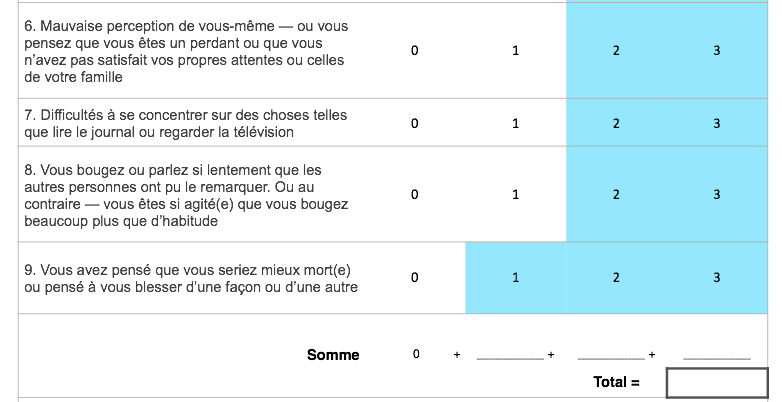 6. Mauvaise perception de vous-même — ou vous
pensez que vous êtes un perdant ou que vous
n’avez pas satisfait vos propres attentes ou celles
de votre famille
0 1 2 3
7. Difficultés à se concentrer sur des choses telles
que lire le journal ou regarder la télévision
0 1 2 3
8. Vous bougez ou parlez si lentement que les
autres personnes ont pu le remarquer. Ou au
contraire — vous êtes si agité(e) que vous bougez
beaucoup plus que d’habitude
0 1 2 3
9. Vous avez pensé que vous seriez mieux mort(e)
ou pensé à vous blesser d’une façon ou d’une autre
0 1 2 3
Somme 0 + ________ + ________ + ________
Total =